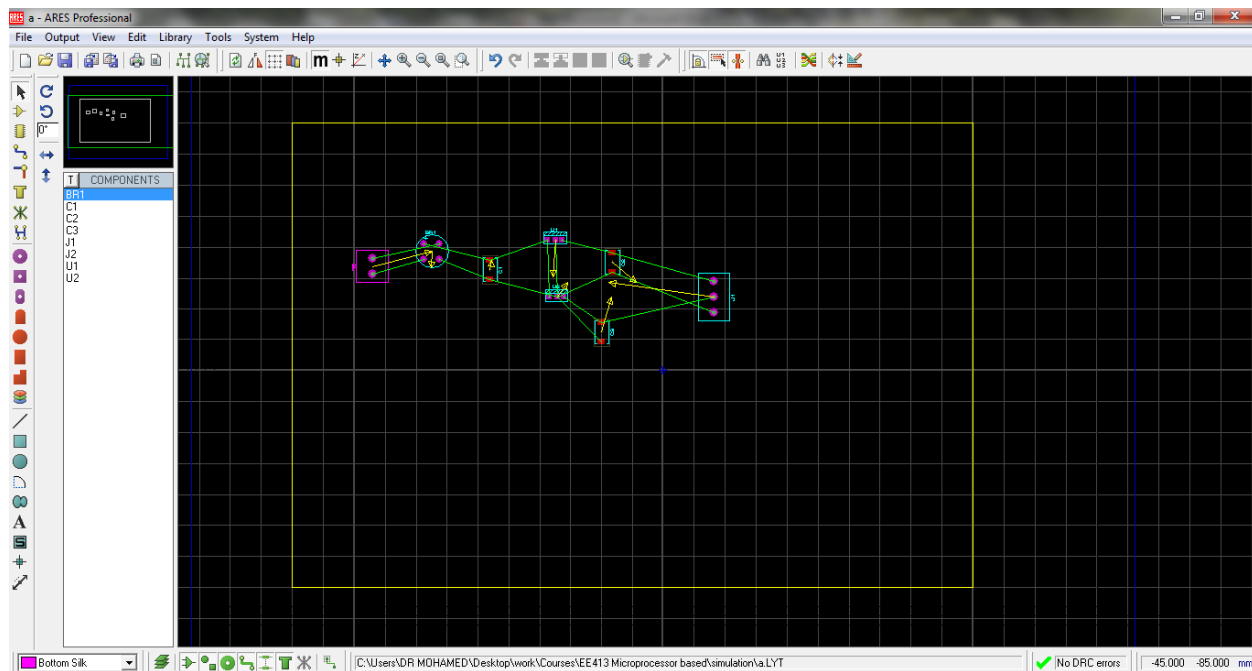 ARES a - ARES Professional
File Output View Edit Library Tools System Help
m
0°
T COMPONENTS
BR1
C1
C2
C3
J1
J2
U1
U2
A
S
Bottom Silk
C:\Users\DR MOHAMED\Desktop\work\Courses\EE413 Microprocessor based\simulation\a.LYT
No DRC errors
-45.000 -85.000 mm